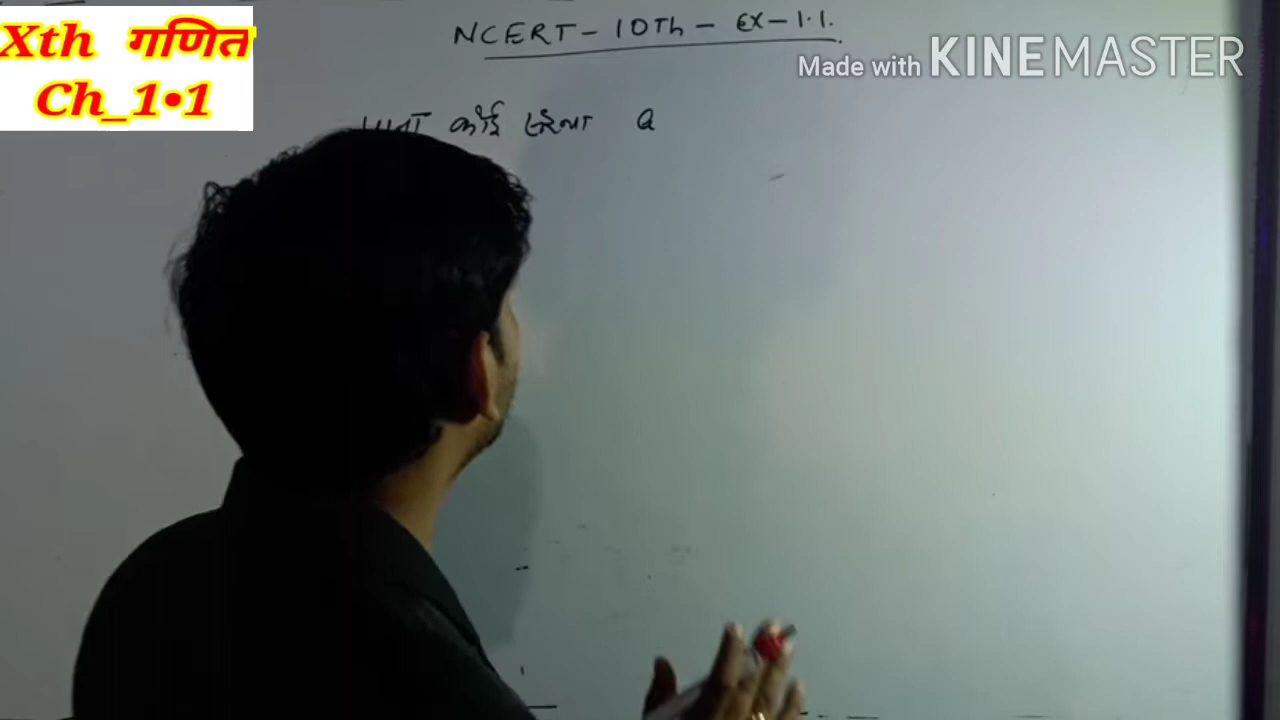 Xth गणित
Ch_1•1
NCERT - 10Th - EX-1.1.
Made with KINEMASTER
माना कोई संख्या a